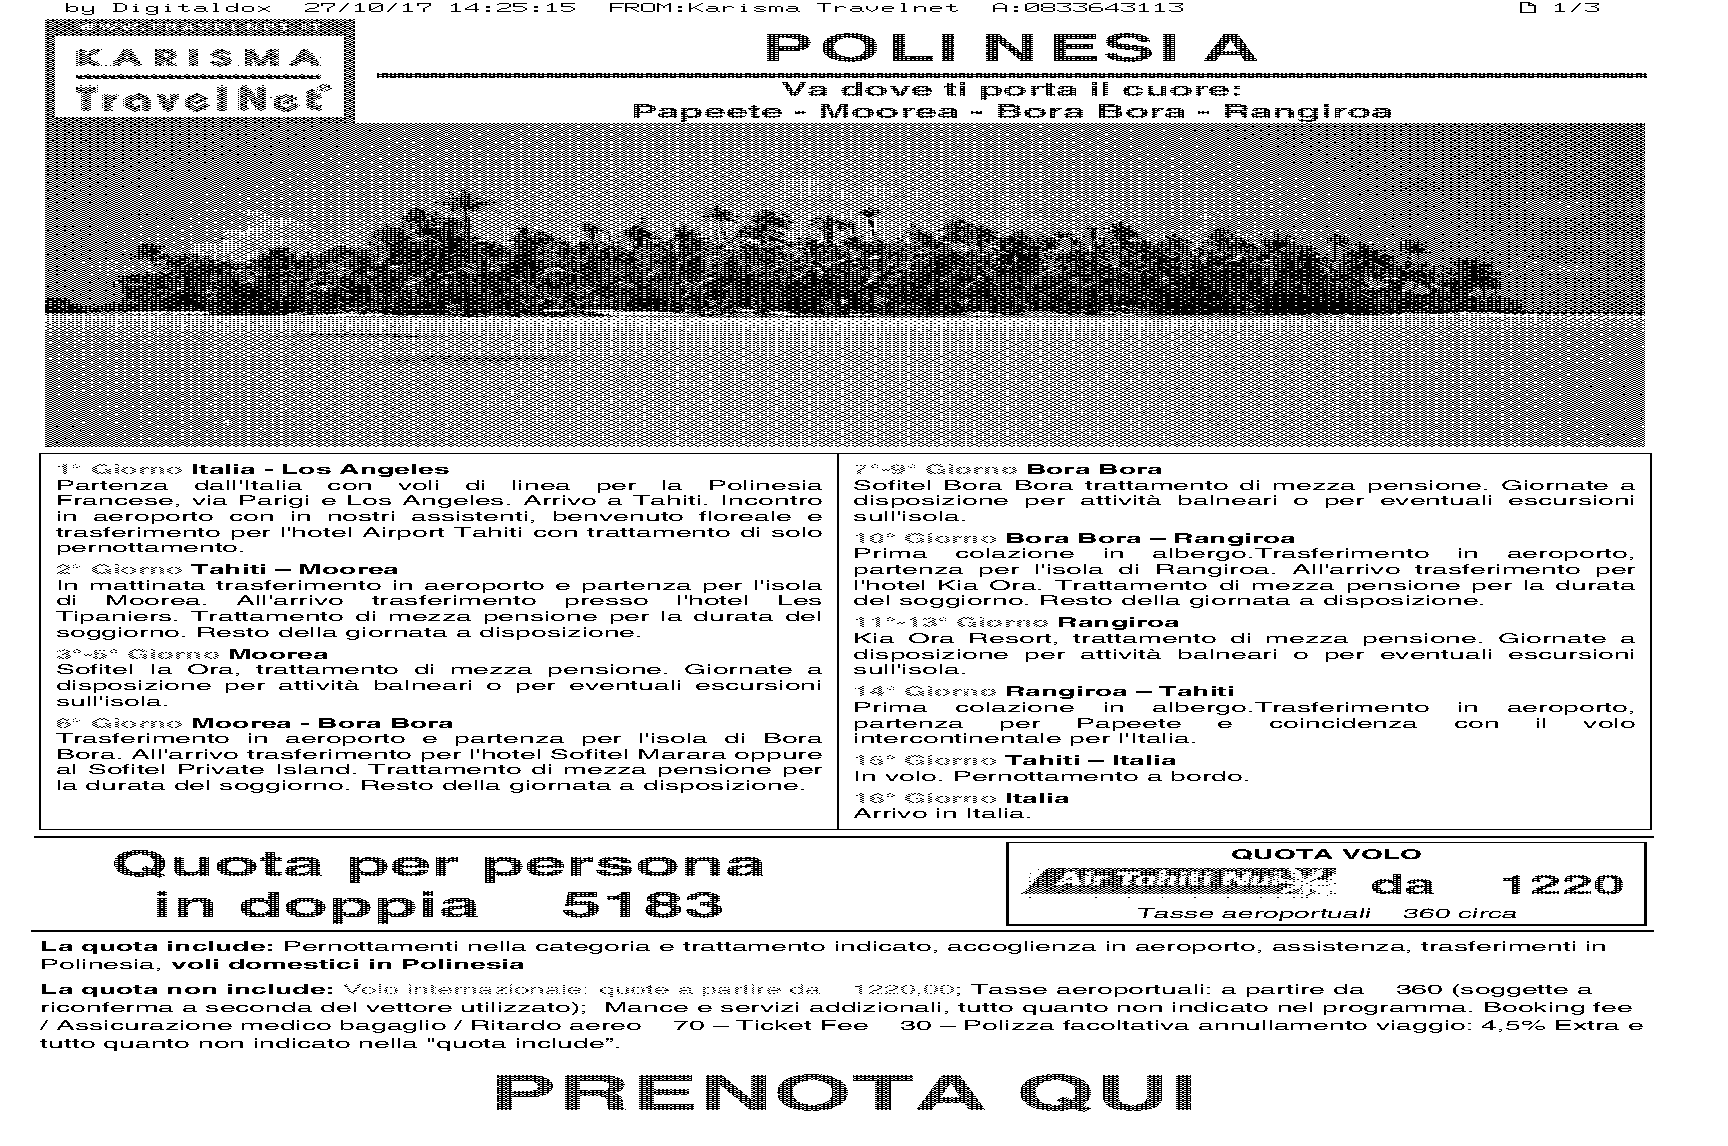 by Digitaldox 27/10/17 14:25:15 FROM:Karisma Travelnet A:0833643113 1/3
KARISMA
TravelNet®
POLINESIA
Va dove ti porta il cuore:
Papeete - Moorea - Bora Bora - Rangiroa
1° Giorno Italia - Los Angeles
Partenza dall'Italia con voli di linea per la Polinesia
Francese, via Parigi e Los Angeles. Arrivo a Tahiti. Incontro
in aeroporto con in nostri assistenti, benvenuto floreale e
trasferimento per l'hotel Airport Tahiti con trattamento di solo
pernottamento.
2° Giorno Tahiti – Moorea
In mattinata trasferimento in aeroporto e partenza per l'isola
di Moorea. All'arrivo trasferimento presso l'hotel Les
Tipaniers. Trattamento di mezza pensione per la durata del
soggiorno. Resto della giornata a disposizione.
3°-5° Giorno Moorea
Sofitel Ia Ora, trattamento di mezza pensione. Giornate a
disposizione per attività balneari o per eventuali escursioni
sull'isola.
6° Giorno Moorea - Bora Bora
Trasferimento in aeroporto e partenza per l'isola di Bora
Bora. All'arrivo trasferimento per l'hotel Sofitel Marara oppure
al Sofitel Private Island. Trattamento di mezza pensione per
la durata del soggiorno. Resto della giornata a disposizione.
7°-9° Giorno Bora Bora
Sofitel Bora Bora trattamento di mezza pensione. Giornate a
disposizione per attività balneari o per eventuali escursioni
sull'isola.
10° Giorno Bora Bora – Rangiroa
Prima colazione in albergo.Trasferimento in aeroporto,
partenza per l'isola di Rangiroa. All'arrivo trasferimento per
l'hotel Kia Ora. Trattamento di mezza pensione per la durata
del soggiorno. Resto della giornata a disposizione.
11°-13° Giorno Rangiroa
Kia Ora Resort, trattamento di mezza pensione. Giornate a
disposizione per attività balneari o per eventuali escursioni
sull'isola.
14° Giorno Rangiroa – Tahiti
Prima colazione in albergo.Trasferimento in aeroporto,
partenza per Papeete e coincidenza con il volo
intercontinentale per l'Italia.
15° Giorno Tahiti – Italia
In volo. Pernottamento a bordo.
16° Giorno Italia
Arrivo in Italia.
Quota per persona
in doppia 5183
QUOTA VOLO
da 1220
Tasse aeroportuali 360 circa
La quota include: Pernottamenti nella categoria e trattamento indicato, accoglienza in aeroporto, assistenza, trasferimenti in
Polinesia, voli domestici in Polinesia
La quota non include: Volo internazionale: quote a partire da 1220,00; Tasse aeroportuali: a partire da 360 (soggette a
riconferma a seconda del vettore utilizzato); Mance e servizi addizionali, tutto quanto non indicato nel programma. Booking fee
/ Assicurazione medico bagaglio / Ritardo aereo 70 – Ticket Fee 30 – Polizza facoltativa annullamento viaggio: 4,5% Extra e
tutto quanto non indicato nella "quota include”.
PRENOTA QUI